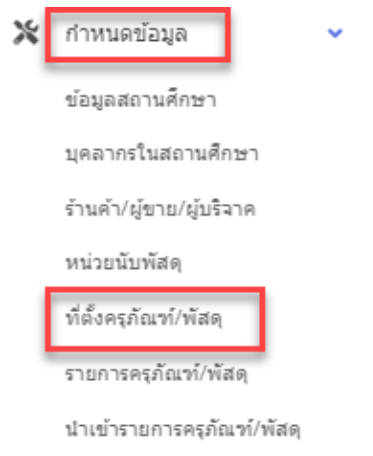 กำหนดข้อมูล
ข้อมูลสถานศึกษา
บุคลากรในสถานศึกษา
ร้านค้า/ผู้ขาย/ผู้บริจาค
หน่วยนับพัสดุ
ที่ตั้งครุภัณฑ์/พัสดุ
รายการครุภัณฑ์/พัสดุ
นำเข้ารายการครุภัณฑ์/พัสดุ